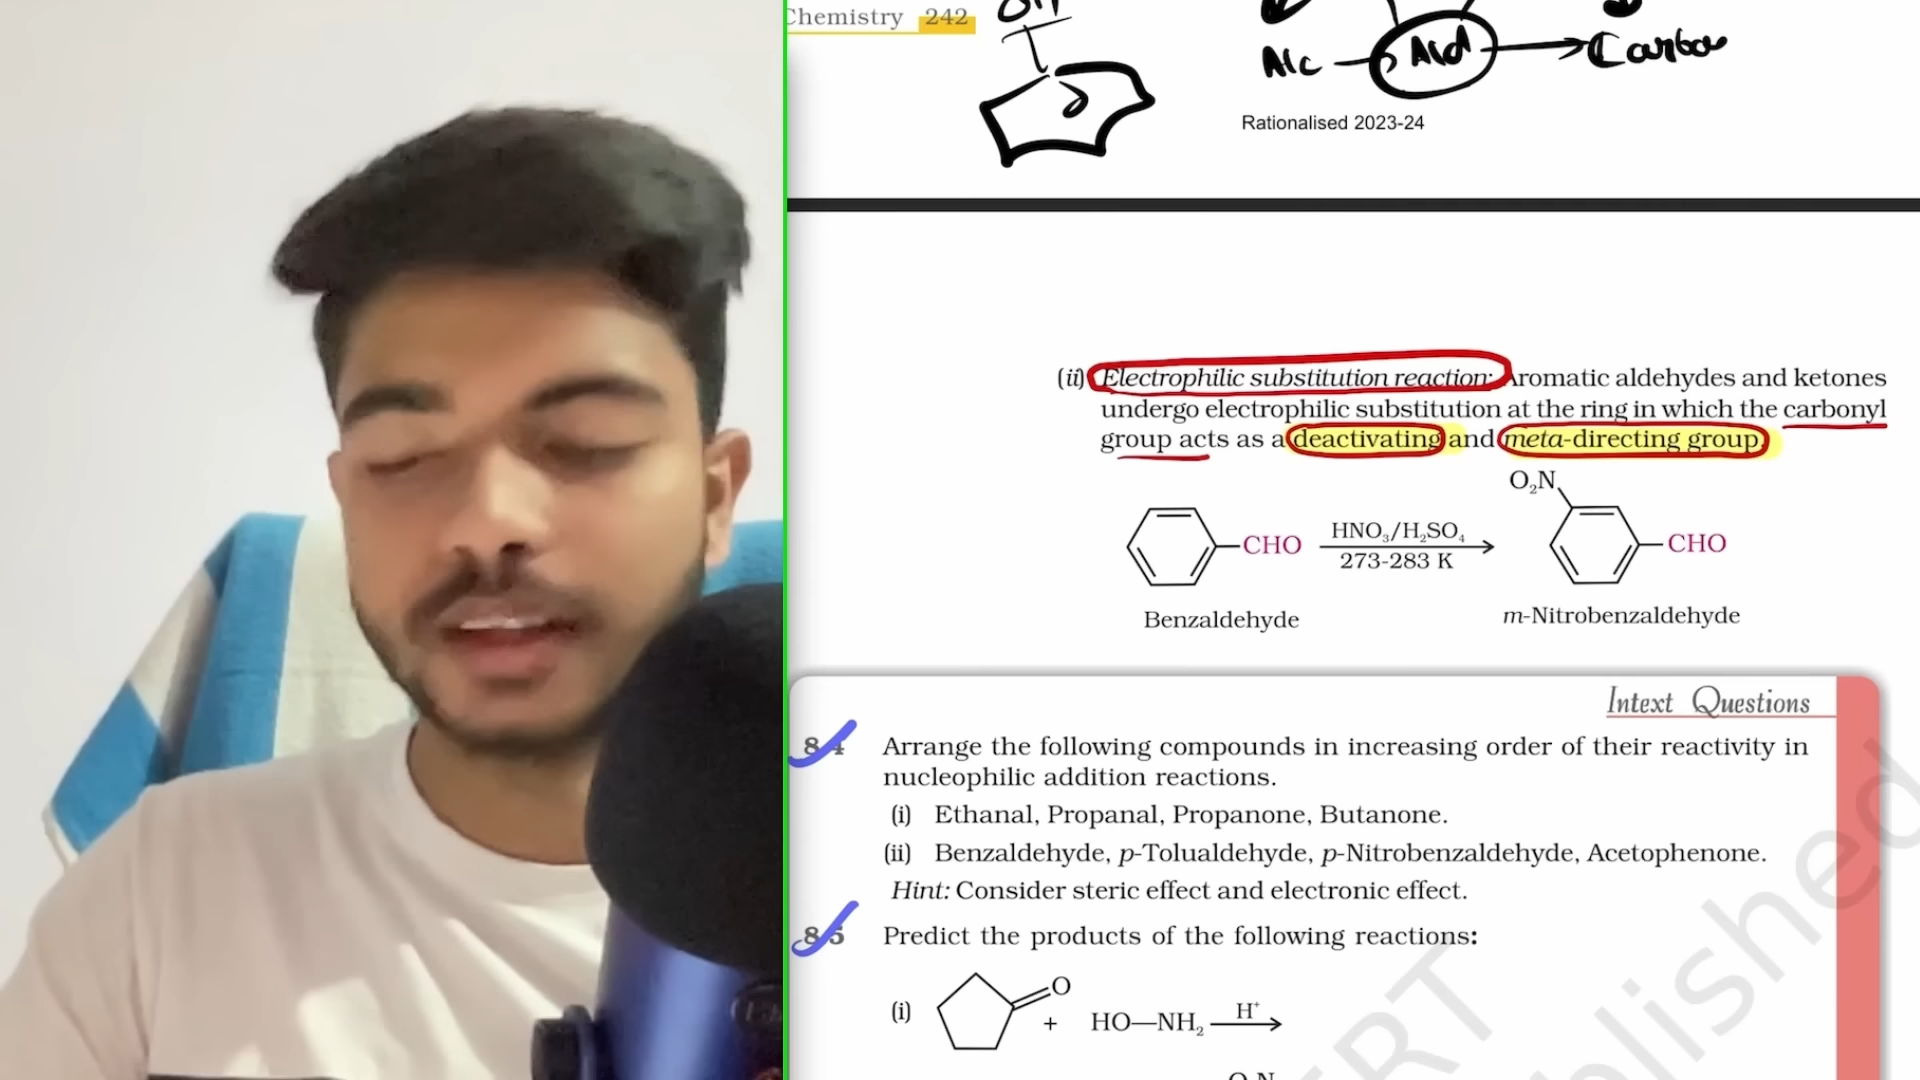 Chemistry 242
OH
Alc → Ald → Carbo
Rationalised 2023-24
(ii) Electrophilic substitution reaction: Aromatic aldehydes and ketones
undergo electrophilic substitution at the ring in which the carbonyl
group acts as a deactivating and meta-directing group.
O₂N
CHO HNO₃/H₂SO₄ CHO
273-283 K
Benzaldehyde m-Nitrobenzaldehyde
Intext Questions
8.4 Arrange the following compounds in increasing order of their reactivity in
nucleophilic addition reactions.
(i) Ethanal, Propanal, Propanone, Butanone.
(ii) Benzaldehyde, p-Tolualdehyde, p-Nitrobenzaldehyde, Acetophenone.
Hint: Consider steric effect and electronic effect.
8.5 Predict the products of the following reactions:
(i) O + HO—NH₂ H⁺
O₂N